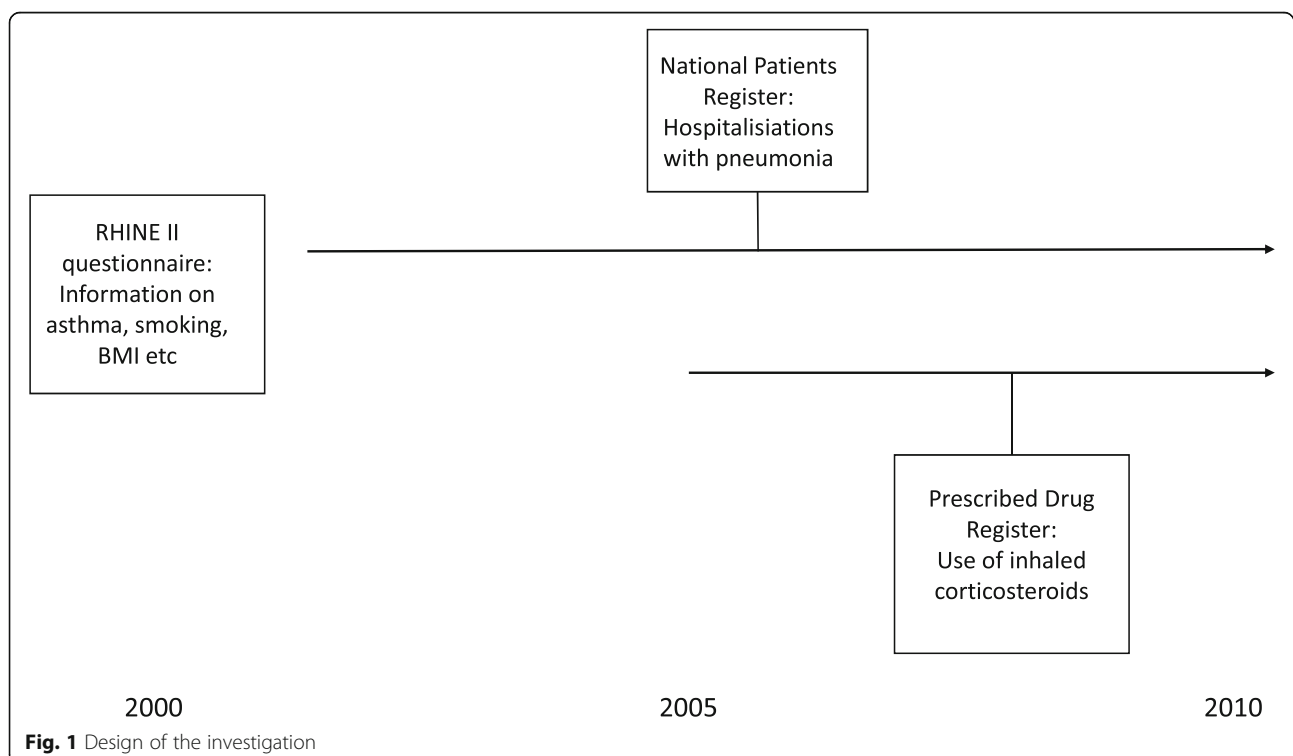 National Patients
Register:
Hospitalisiations
with pneumonia
RHINE II
questionnaire:
Information on
asthma, smoking,
BMI etc
Prescribed Drug
Register:
Use of inhaled
corticosteroids
2000 2005 2010
Fig. 1 Design of the investigation